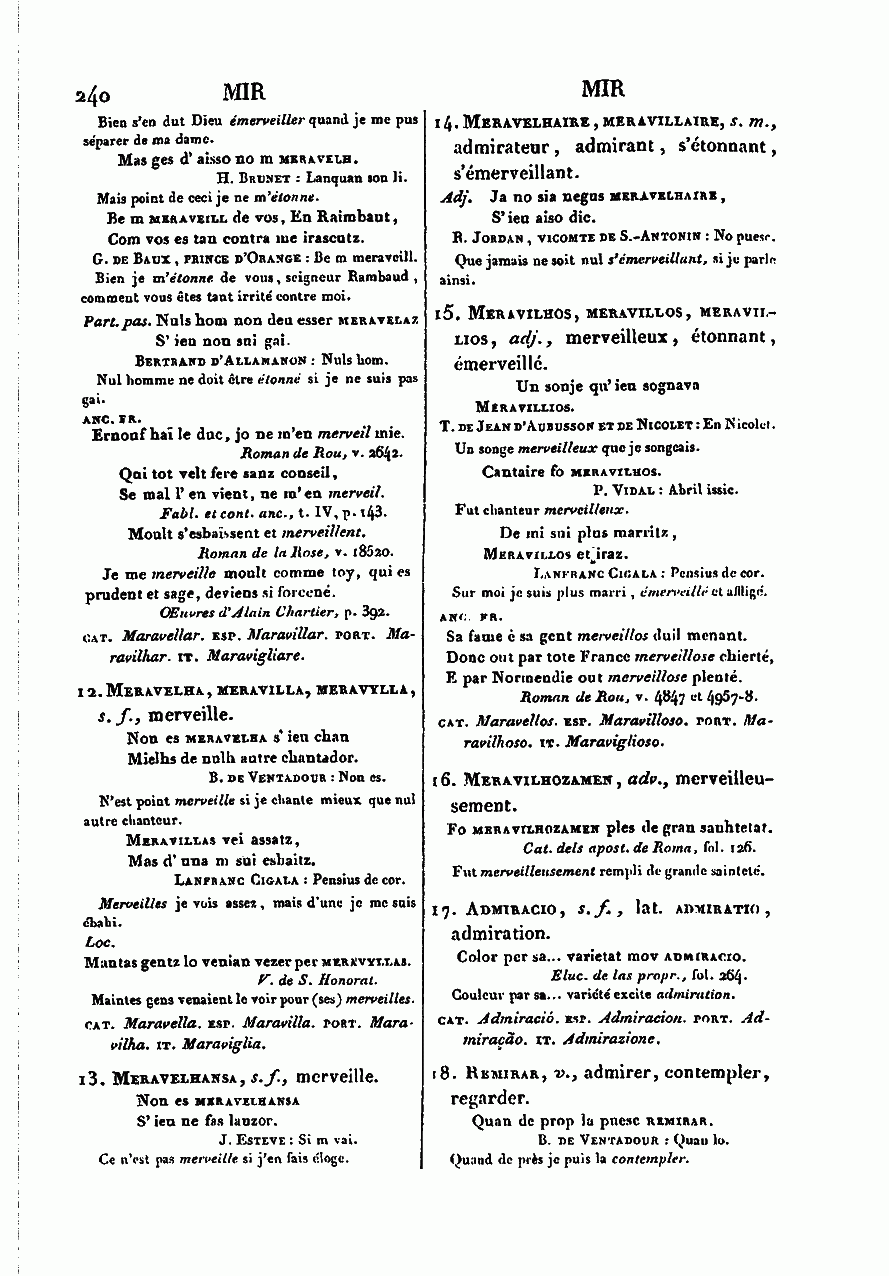 240 MIR MIR
Bien s'en dut Dieu émerveiller quand je me pus
séparer de ma dame.
Mas ges d' aisso no m MERAVELH.
H. BRUNET : Lanquan son li.
Mais point de ceci je ne m'étonne.
Be m MERAVEILL de vos, En Raimbaut,
Com vos es tan contra me irascutz.
G. DE BAUX, PRINCE D'ORANGE : Be m meraveill.
Bien je m'étonne de vous, seigneur Rambaud,
comment vous êtes tant irrité contre moi.
Part. pas. Nuls hom non deu esser MERAVELAZ
S' ieu non sui gai.
BERTRAND D'ALLAMANON : Nuls hom.
Nul homme ne doit être étonné si je ne suis pas
gai.
ANC. FR.
Ernouf haï le duc, jo ne m'en merveil mie.
Roman de Rou, v. 2642.
Qui tot velt fere sanz conseil,
Se mal l' en vient, ne m' en merveil.
Fabl. et cont. anc., t. IV, p. 143.
Moult s'esbaïssent et merveillent.
Roman de la Rose, v. 18520.
Je me merveille moult comme toy, qui es
prudent et sage, deviens si forcené.
Œuvres d'Alain Chartier, p. 392.
CAT. Maravellar. ESP. Maravillar. PORT. Ma-
ravilhar. IT. Maravigliare.
12. MERAVELHA, MERAVILLA, MERAVYLLA,
s. f., merveille.
Non es MERAVELHA s' ieu chan
Mielhs de nulh autre chantador.
B. DE VENTADOUR : Non es.
N'est point merveille si je chante mieux que nul
autre chanteur.
MERAVILLAS vei assatz,
Mas d' una m sui esbaitz.
LANFRANC CIGALA : Pensius de cor.
Merveilles je vois assez, mais d'une je me suis
ébahi.
Loc.
Mantas gentz lo venian vezer per MERAVYLLAS.
V. de S. Honorat.
Maintes gens venaient le voir pour (ses) merveilles.
CAT. Maravella. ESP. Maravilla. PORT. Mara-
vilha. IT. Maraviglia.
13. MERAVELHANSA, s. f., merveille.
Non es MERAVELHANSA
S' ieu ne fas lauzor.
J. ESTEVE : Si m vai.
Ce n'est pas merveille si j'en fais éloge.
14. MERAVELHAIRE, MERAVILLAIRE, s. m.,
admirateur, admirant, s'étonnant,
s'émerveillant.
Adj. Ja no sia negus MERAVELHAIRE,
S' ieu aiso dic.
R. JORDAN, VICOMTE DE S.-ANTONIN : No puesc.
Que jamais ne soit nul s'émerveillant, si je parle
ainsi.
15. MERAVILHOS, MERAVILLOS, MERAVIL-
LIOS, adj., merveilleux, étonnant,
émerveillé.
Un sonje qu' ieu sognava
MERAVILLIOS.
T. DE JEAN D'AUBUSSON ET DE NICOLET : En Nicolet.
Un songe merveilleux que je songeais.
Cantaire fo MERAVILHOS.
P. VIDAL : Abril issic.
Fut chanteur merveilleux.
De mi sui plus marritz,
MERAVILLOS et iraz.
LANFRANC CIGALA : Pensius de cor.
Sur moi je suis plus marri, émerveillé et affligé.
ANC. FR.
Sa fame è sa gent merveillos duil menant.
Donc out par tote France merveillose chierté,
E par Normendie out merveillose plenté.
Roman de Rou, v. 4847 et 4957-8.
CAT. Maravellos. ESP. Maravilloso. PORT. Ma-
ravilhoso. IT. Maraviglioso.
16. MERAVILHOZAMEN, adv., merveilleu-
sement.
Fo MERAVILHOZAMEN ples de gran sanhtetat.
Cat. dels apost. de Roma, fol. 126.
Fut merveilleusement rempli de grande sainteté.
17. ADMIRACIO, s. f., lat. ADMIRATIO,
admiration.
Color per sa... varietat mov ADMIRACIO.
Eluc. de las propr., fol. 264.
Couleur par sa... variété excite admiration.
CAT. Admiració. ESP. Admiracion. PORT. Ad-
miração. IT. Admirazione.
18. REMIRAR, v., admirer, contempler,
regarder.
Quan de prop la puesc REMIRAR.
B. DE VENTADOUR : Quan lo.
Quand de près je puis la contempler.